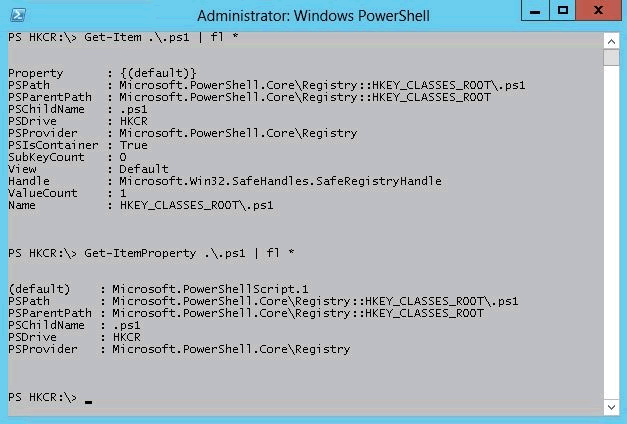 Administrator: Windows PowerShell
PS HKCR:\> Get-Item .\.ps1 | fl *
Property : {(default)}
PSPath : Microsoft.PowerShell.Core\Registry::HKEY_CLASSES_ROOT\.ps1
PSParentPath : Microsoft.PowerShell.Core\Registry::HKEY_CLASSES_ROOT
PSChildName : .ps1
PSDrive : HKCR
PSProvider : Microsoft.PowerShell.Core\Registry
PSIsContainer : True
SubKeyCount : 0
View : Default
Handle : Microsoft.Win32.SafeHandles.SafeRegistryHandle
ValueCount : 1
Name : HKEY_CLASSES_ROOT\.ps1
PS HKCR:\> Get-ItemProperty .\.ps1 | fl *
(default) : Microsoft.PowerShellScript.1
PSPath : Microsoft.PowerShell.Core\Registry::HKEY_CLASSES_ROOT\.ps1
PSParentPath : Microsoft.PowerShell.Core\Registry::HKEY_CLASSES_ROOT
PSChildName : .ps1
PSDrive : HKCR
PSProvider : Microsoft.PowerShell.Core\Registry
PS HKCR:\> _